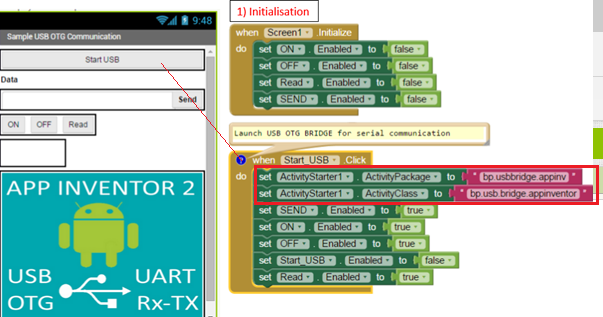 9:48
Sample USB OTG Communication
Start USB
Data
Send
ON OFF Read
APP INVENTOR 2
USB UART
OTG Rx-TX
1) Initialisation
when Screen1 . Initialize
do set ON . Enabled to false
set OFF . Enabled to false
set Read . Enabled to false
set SEND . Enabled to false
Launch USB OTG BRIDGE for serial communication
? when Start_USB . Click
do set ActivityStarter1 . ActivityPackage to " bp.usbbridge.appinv "
set ActivityStarter1 . ActivityClass to " bp.usb.bridge.appinventor "
set SEND . Enabled to true
set ON . Enabled to true
set OFF . Enabled to true
set Start_USB . Enabled to false
set Read . Enabled to true